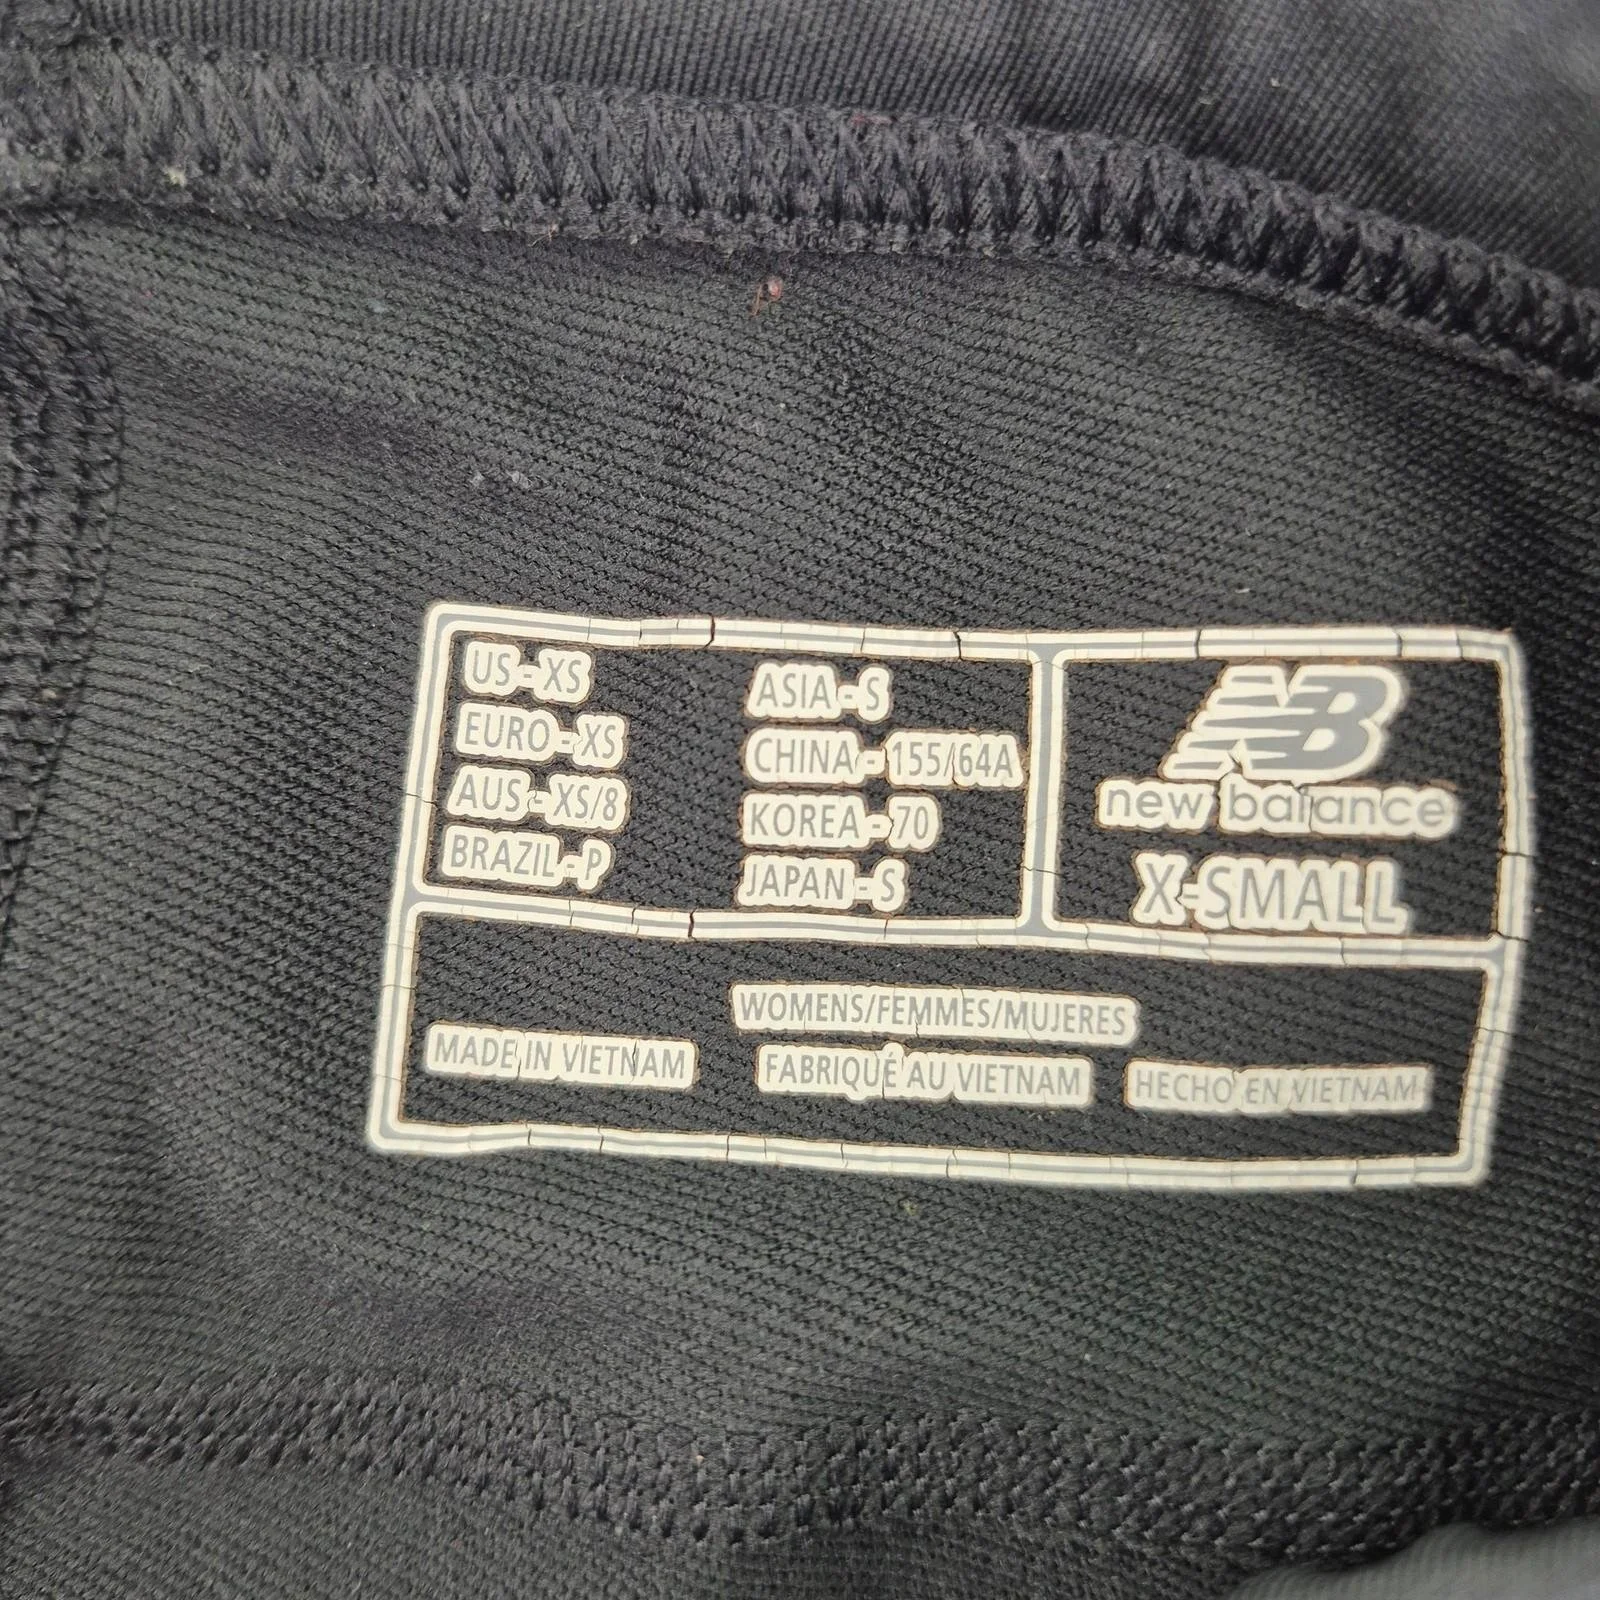 US - XS
EURO - XS
AUS - XS/8
BRAZIL - P
ASIA - S
CHINA - 155/64A
KOREA - 70
JAPAN - S
NB
new balance
X-SMALL
WOMENS/FEMMES/MUJERES
MADE IN VIETNAM
FABRIQUÉ AU VIETNAM
HECHO EN VIETNAM